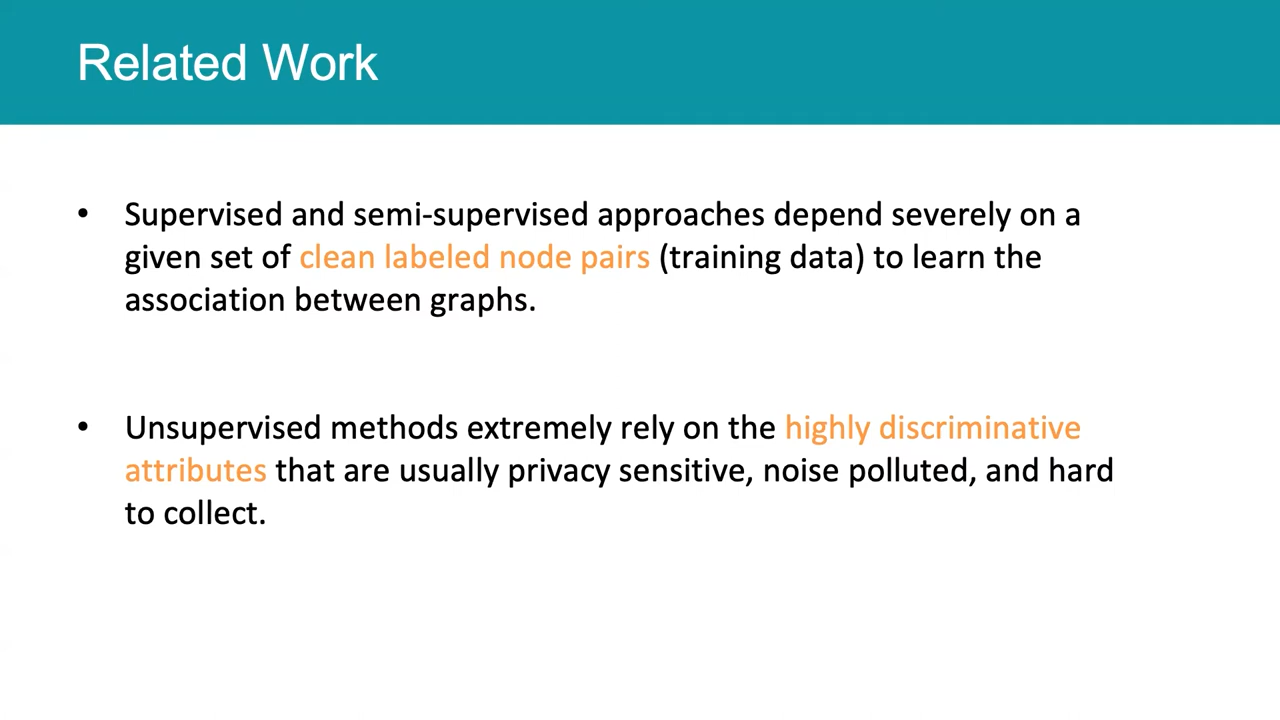 Related Work
• Supervised and semi-supervised approaches depend severely on a
given set of clean labeled node pairs (training data) to learn the
association between graphs.
• Unsupervised methods extremely rely on the highly discriminative
attributes that are usually privacy sensitive, noise polluted, and hard
to collect.